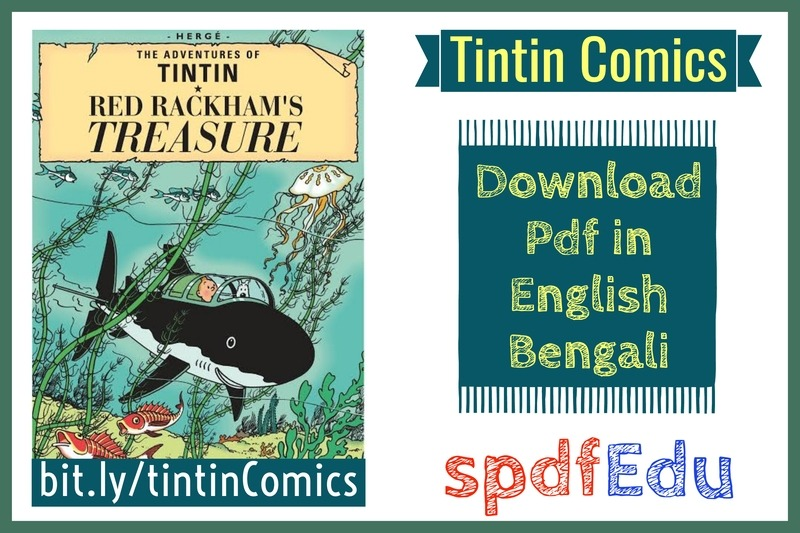 - HERGÉ -
THE ADVENTURES OF
TINTIN
★
RED RACKHAM'S
TREASURE
bit.ly/tintinComics
Tintin Comics
Download
Pdf in
English
Bengali
spdfEdu